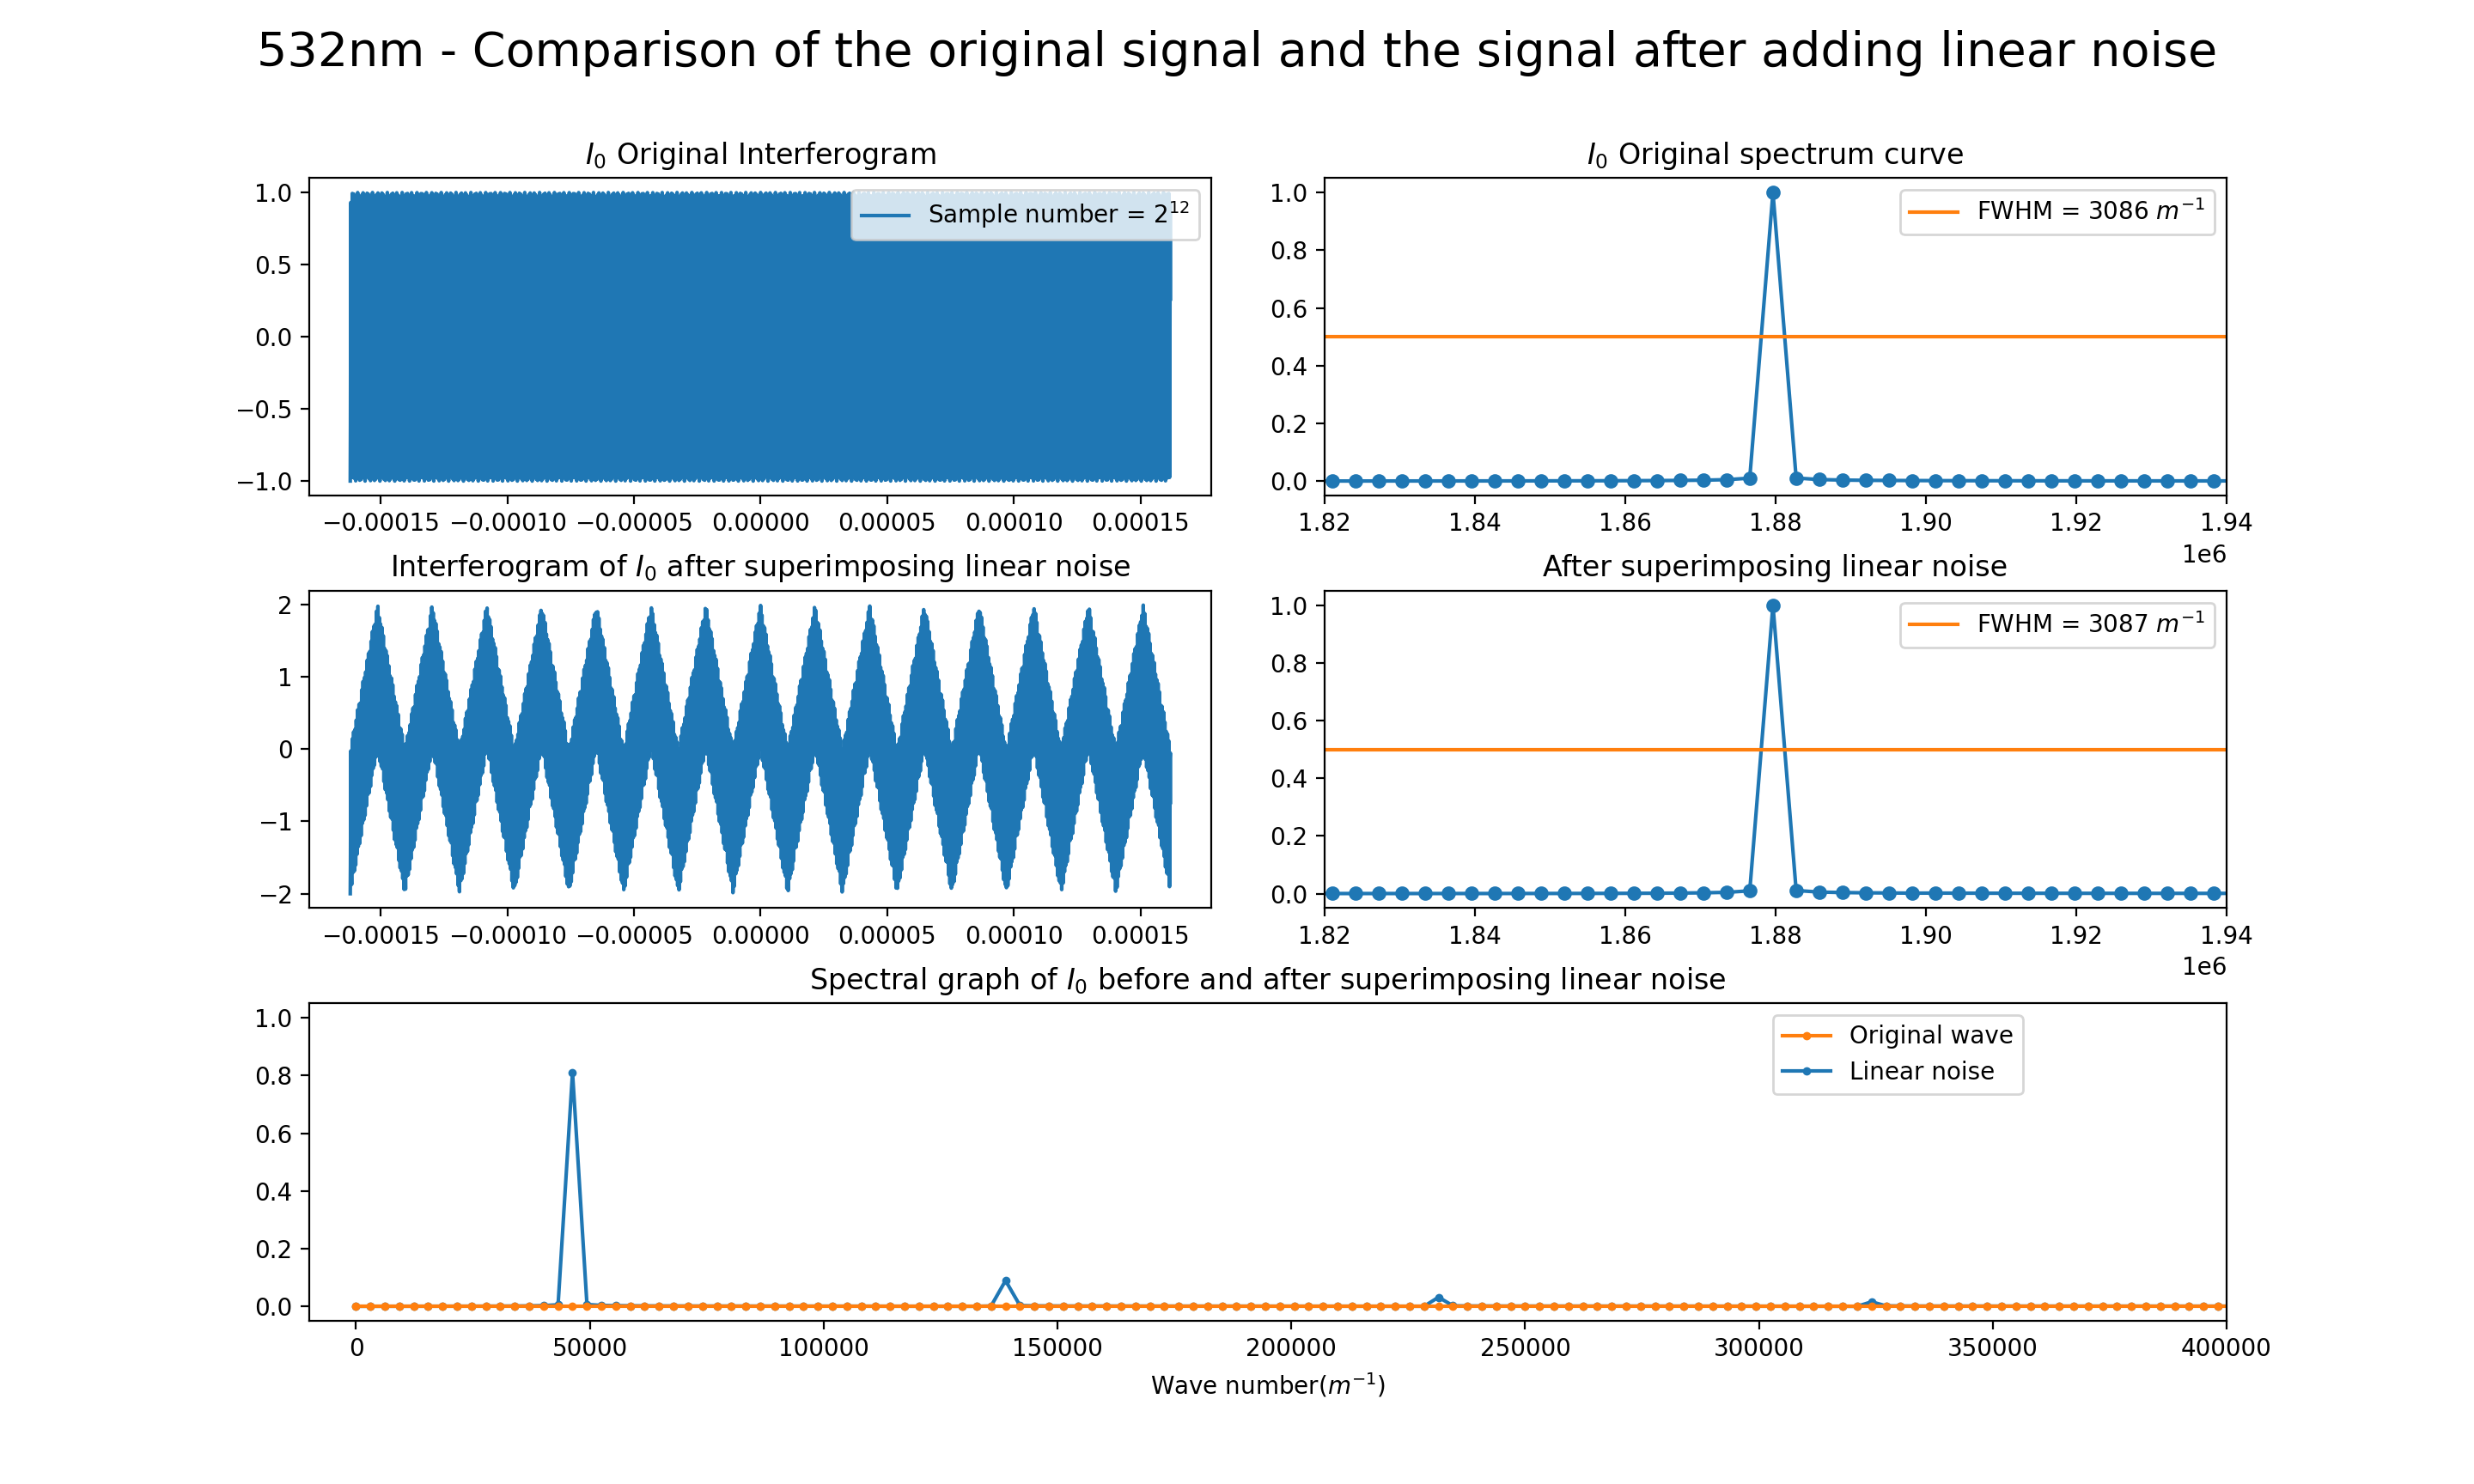 532nm - Comparison of the original signal and the signal after adding linear noise
I₀ Original Interferogram
1.0
0.5
0.0
−0.5
−1.0
Sample number = 2¹²
−0.00015 −0.00010 −0.00005 0.00000 0.00005 0.00010 0.00015
I₀ Original spectrum curve
1.0
0.8
0.6
0.4
0.2
0.0
FWHM = 3086 m⁻¹
1.82 1.84 1.86 1.88 1.90 1.92 1.94
1e6
Interferogram of I₀ after superimposing linear noise
2
1
0
−1
−2
−0.00015 −0.00010 −0.00005 0.00000 0.00005 0.00010 0.00015
After superimposing linear noise
1.0
0.8
0.6
0.4
0.2
0.0
FWHM = 3087 m⁻¹
1.82 1.84 1.86 1.88 1.90 1.92 1.94
1e6
Spectral graph of I₀ before and after superimposing linear noise
1.0
0.8
0.6
0.4
0.2
0.0
Original wave
Linear noise
0 50000 100000 150000 200000 250000 300000 350000 400000
Wave number(m⁻¹)